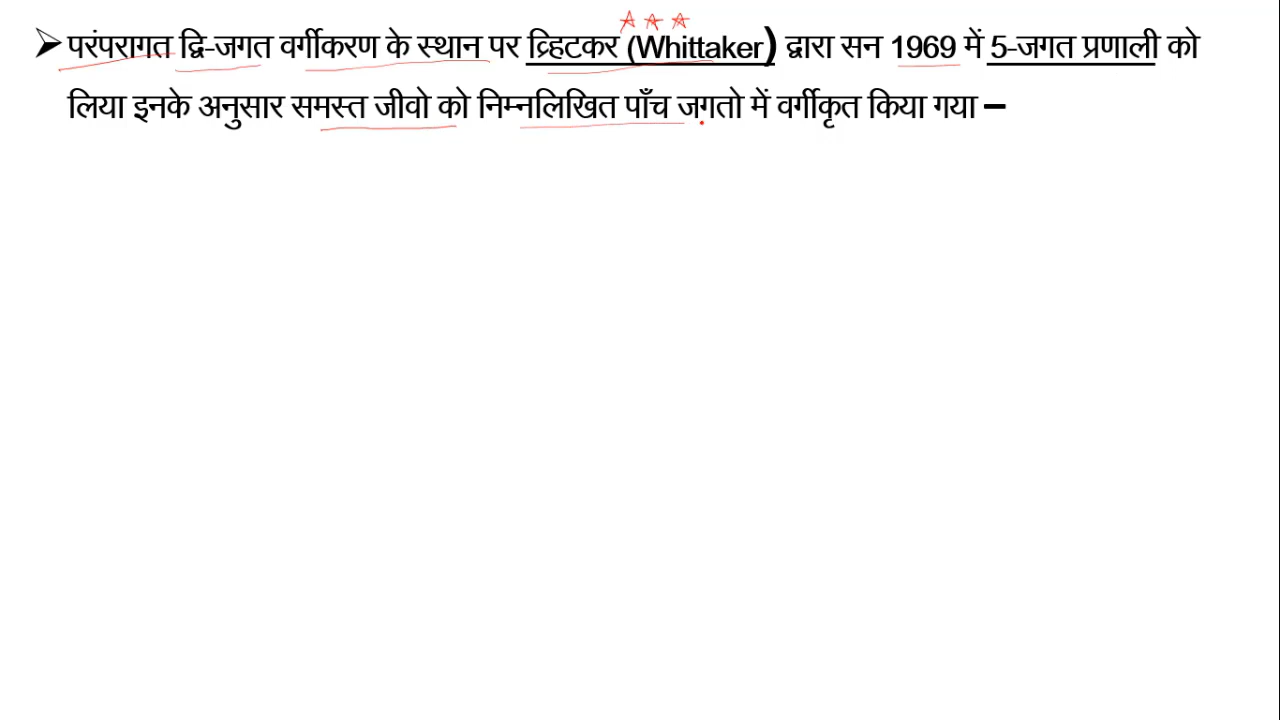 ➢ परंपरागत द्वि-जगत वर्गीकरण के स्थान पर व्हिटकर (Whittaker) द्वारा सन 1969 में 5-जगत प्रणाली को
लिया इनके अनुसार समस्त जीवो को निम्नलिखित पाँच जगतो में वर्गीकृत किया गया –